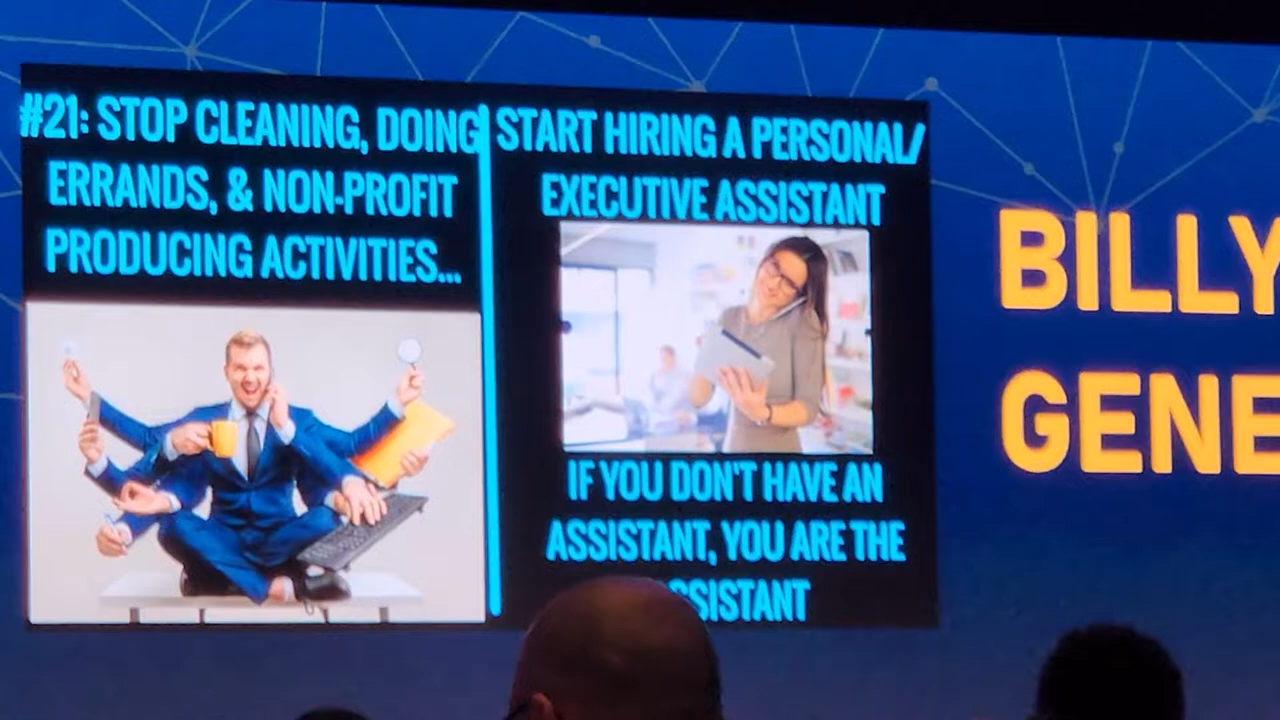 #21: STOP CLEANING, DOING
ERRANDS, & NON-PROFIT
PRODUCING ACTIVITIES...
START HIRING A PERSONAL/
EXECUTIVE ASSISTANT
IF YOU DON'T HAVE AN
ASSISTANT, YOU ARE THE
ASSISTANT
BILLY
GENE